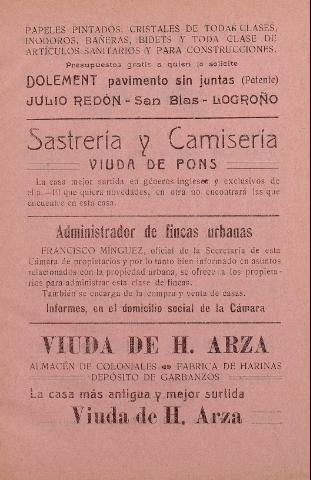 PAPELES PINTADOS, CRISTALES DE TODAS CLASES,
INODOROS, BAÑERAS, BIDETS Y TODA CLASE DE
ARTÍCULOS SANITARIOS Y PARA CONSTRUCCIONES.
Presupuestos gratis a quien lo solicite
DOLEMENT pavimento sin juntas (Patente)
JULIO REDÓN - San Blas - LOGROÑO
Sastrería y Camisería
VIUDA DE PONS
La casa mejor surtida en géneros ingleses y exclusivos de
ella.—El que quiera novedades, en otra no encontrará las que
encuentre en esta casa.
Administrador de fincas urbanas
FRANCISCO MÍNGUEZ, oficial de la Secretaría de esta
Cámara de propietarios y por lo tanto bien informado en asuntos
relacionados con la propiedad urbana, se ofrece a los propieta-
rios para administrar esta clase de fincas.
También se encarga de la compra y venta de casas.
Informes, en el domicilio social de la Cámara
VIUDA DE H. ARZA
ALMACÉN DE COLONIALES FABRICA DE HARINAS
DEPÓSITO DE GARBANZOS
La casa más antigua y mejor surtida
Viuda de H. Arza